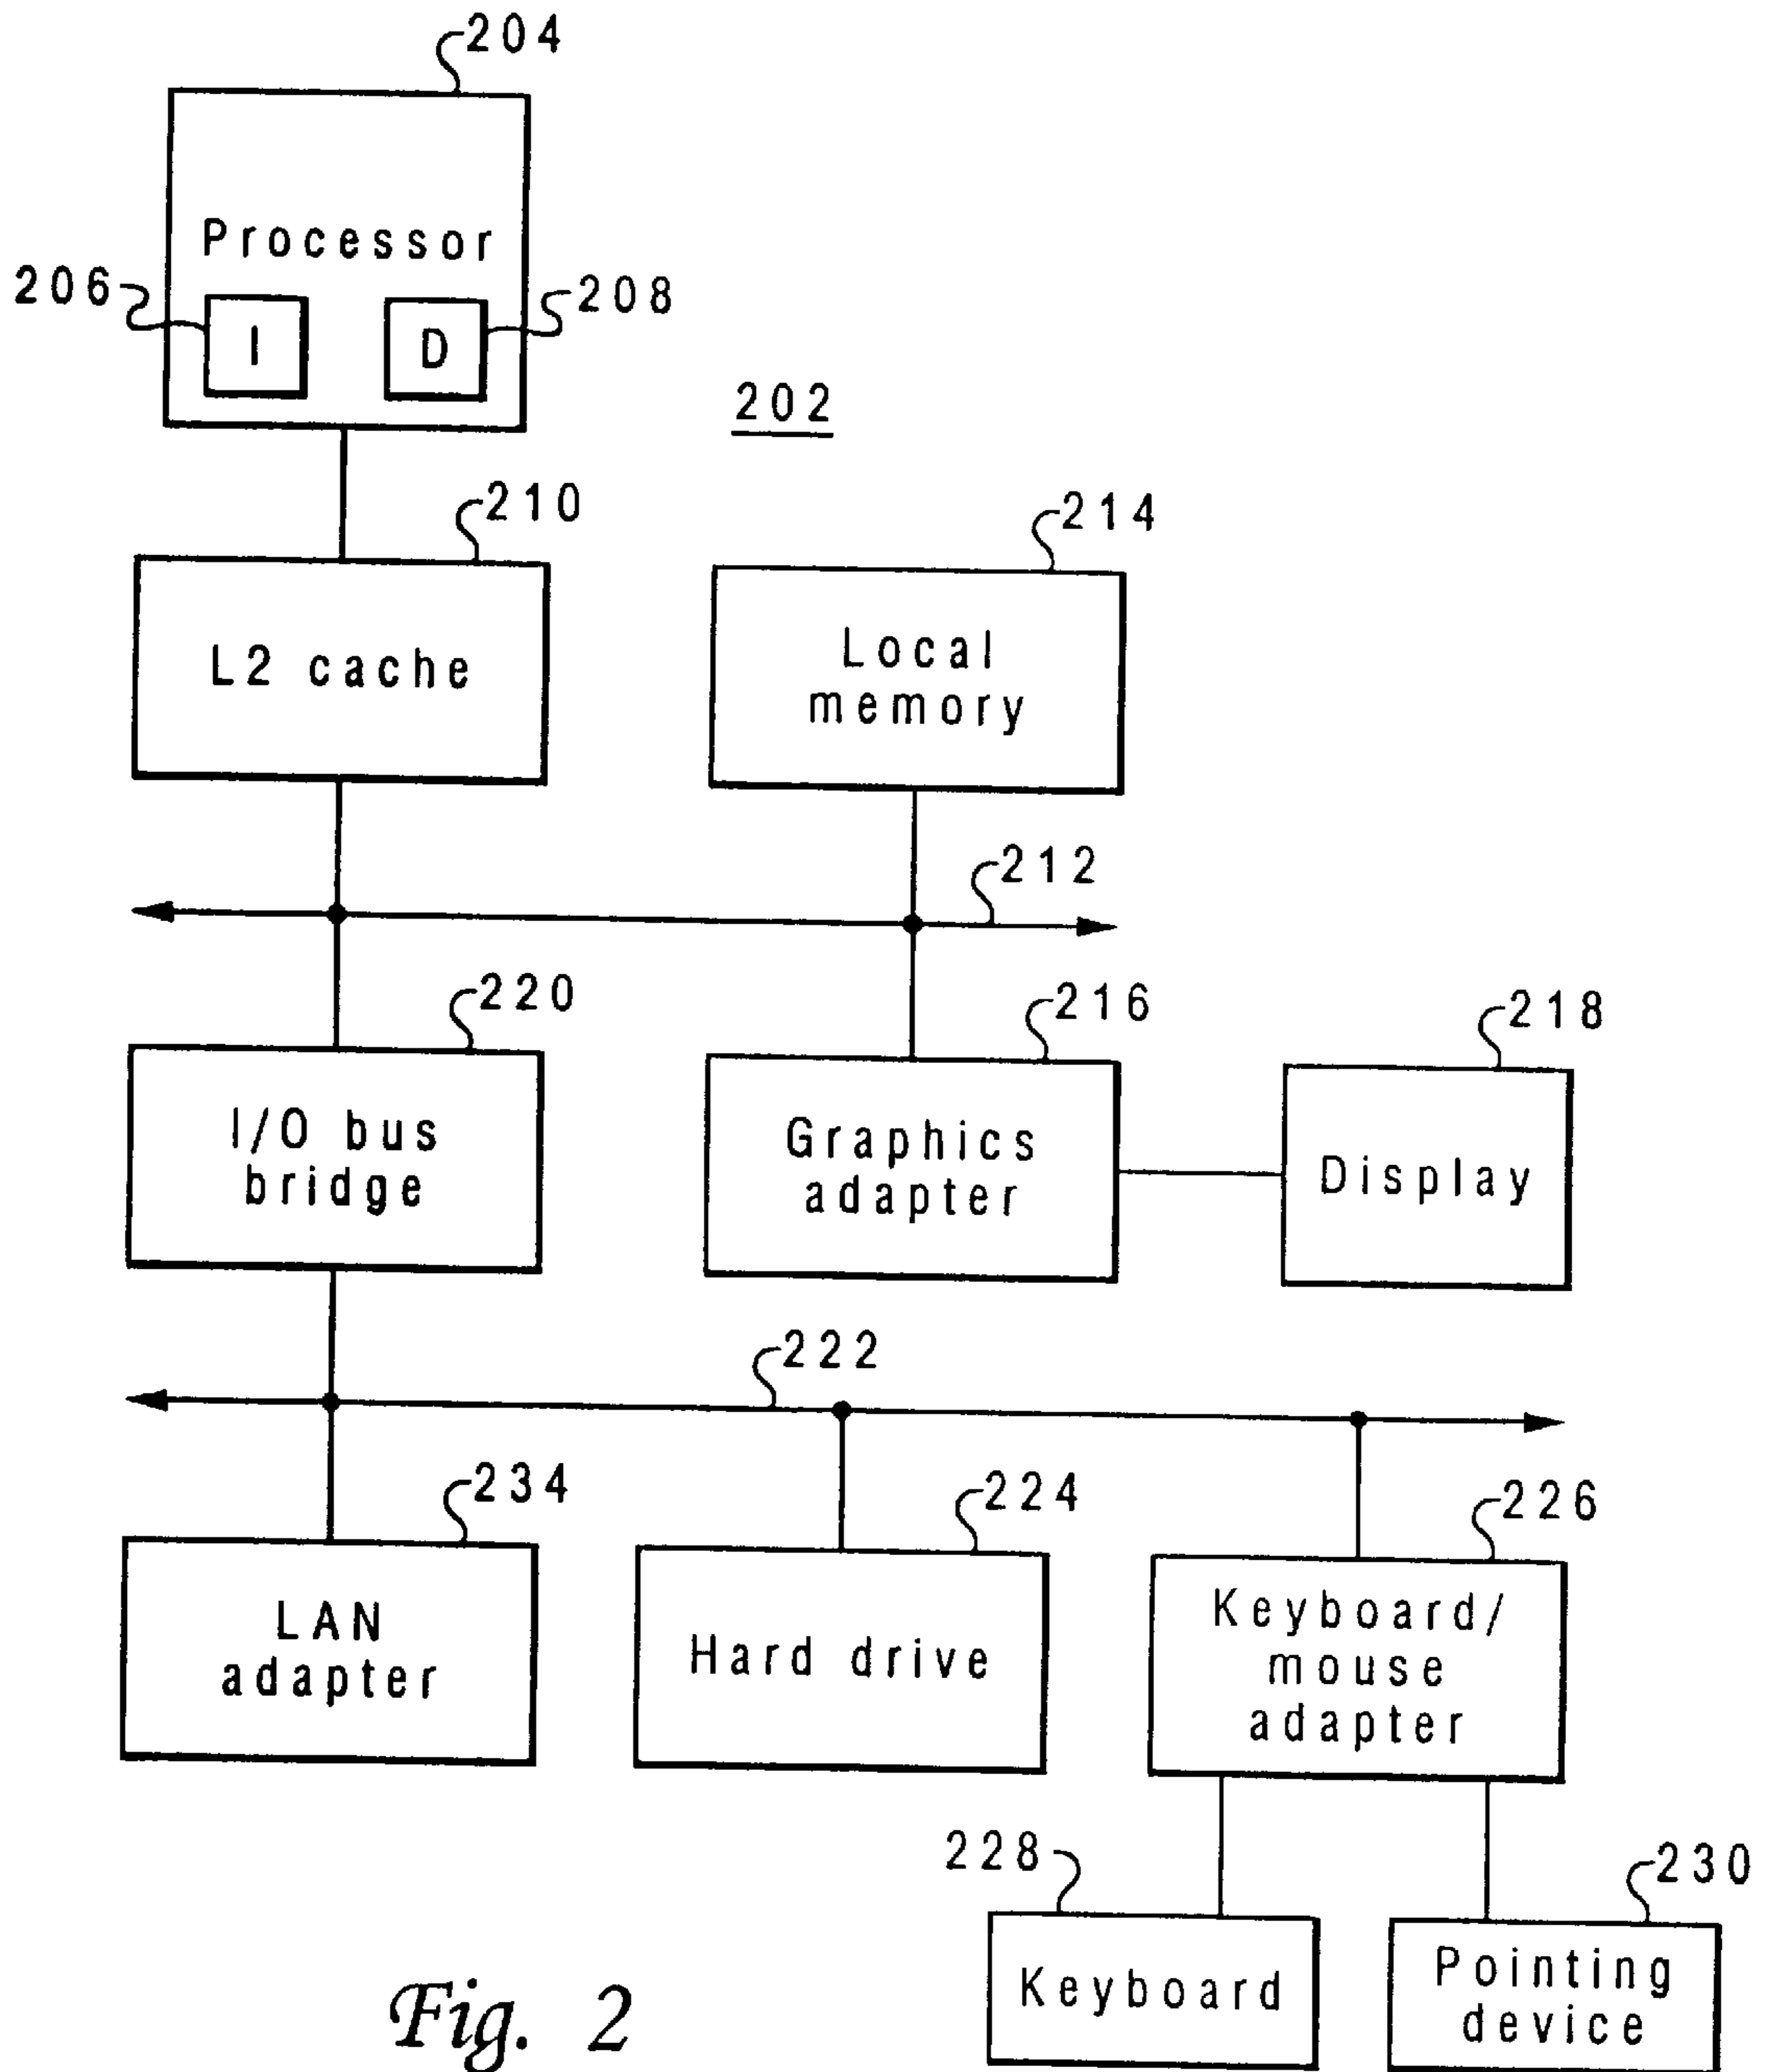 204
Processor
206
208
I
D
202
210
214
L2 cache
Local
memory
212
220
216
218
I/O bus
bridge
Graphics
adapter
Display
222
234
224
226
LAN
adapter
Hard drive
Keyboard/
mouse
adapter
228
230
Keyboard
Pointing
device
Fig. 2